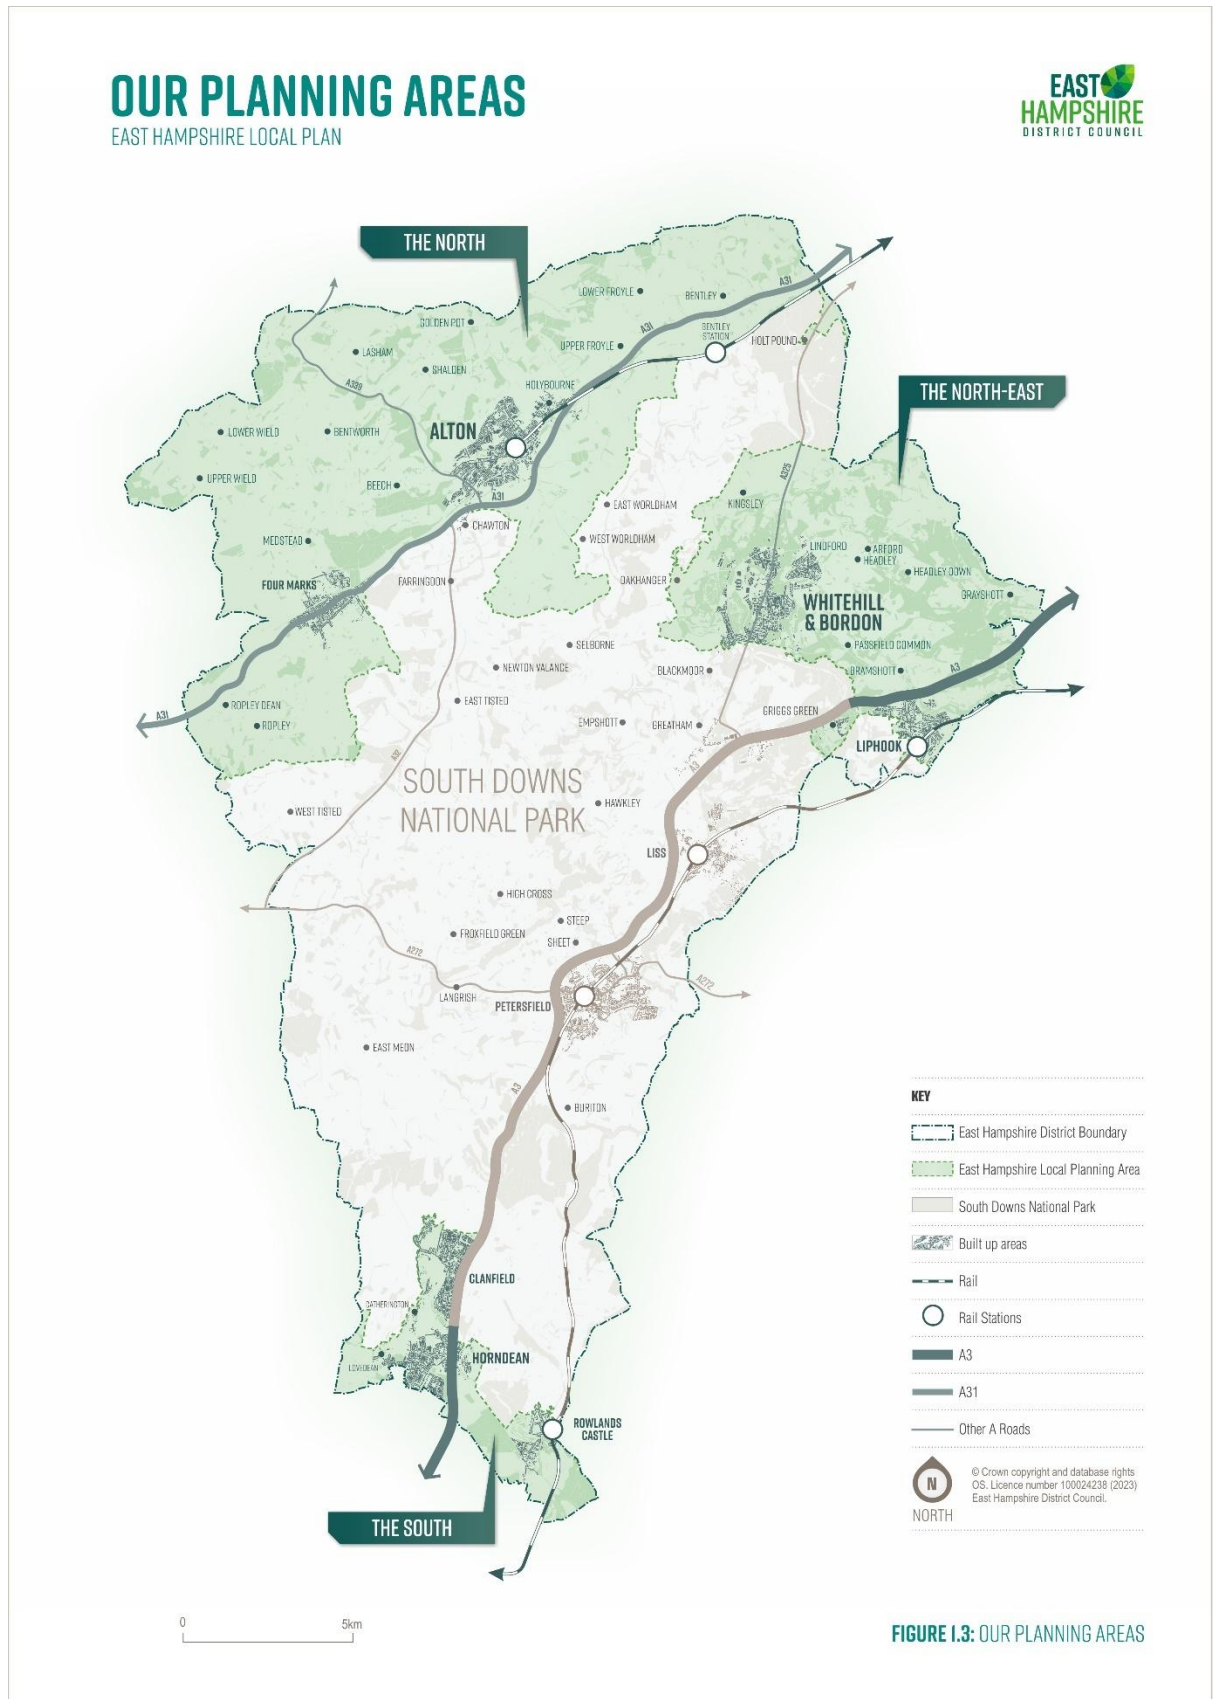 OUR PLANNING AREAS
EAST HAMPSHIRE LOCAL PLAN
EAST
HAMPSHIRE
DISTRICT COUNCIL
THE NORTH
LOWER FROYLE
BENTLEY
A31
GOLDEN POT
A31
BENTLEY
STATION
UPPER FROYLE
HOLT POUND
LASHAM
SHALDEN
A339
HOLYBOURNE
THE NORTH-EAST
LOWER WIELD
BENTWORTH
ALTON
UPPER WIELD
BEECH
A31
A325
KINGSLEY
EAST WORLDHAM
CHAWTON
WEST WORLDHAM
MEDSTEAD
LINDFORD
ARFORD
HEADLEY
HEADLEY DOWN
FOUR MARKS
FARRINGDON
OAKHANGER
GRAYSHOTT
WHITEHILL
& BORDON
SELBORNE
PASSFIELD COMMON
NEWTON VALANCE
BLACKMOOR
BRAMSHOTT
A3
ROPLEY DEAN
EAST TISTED
A31
ROPLEY
EMPSHOTT
GREATHAM
GRIGGS GREEN
LIPHOOK
A32
A3
SOUTH DOWNS
NATIONAL PARK
HAWKLEY
WEST TISTED
LISS
HIGH CROSS
STEEP
FROXFIELD GREEN
SHEET
A272
A272
LANGRISH
PETERSFIELD
EAST MEON
A3
BURITON
CLANFIELD
CATHERINGTON
LOVEDEAN
HORNDEAN
ROWLANDS
CASTLE
THE SOUTH
KEY
East Hampshire District Boundary
East Hampshire Local Planning Area
South Downs National Park
Built up areas
Rail
Rail Stations
A3
A31
Other A Roads
N
NORTH
© Crown copyright and database rights
OS. Licence number 100024238 (2023)
East Hampshire District Council.
0
5km
FIGURE 1.3: OUR PLANNING AREAS